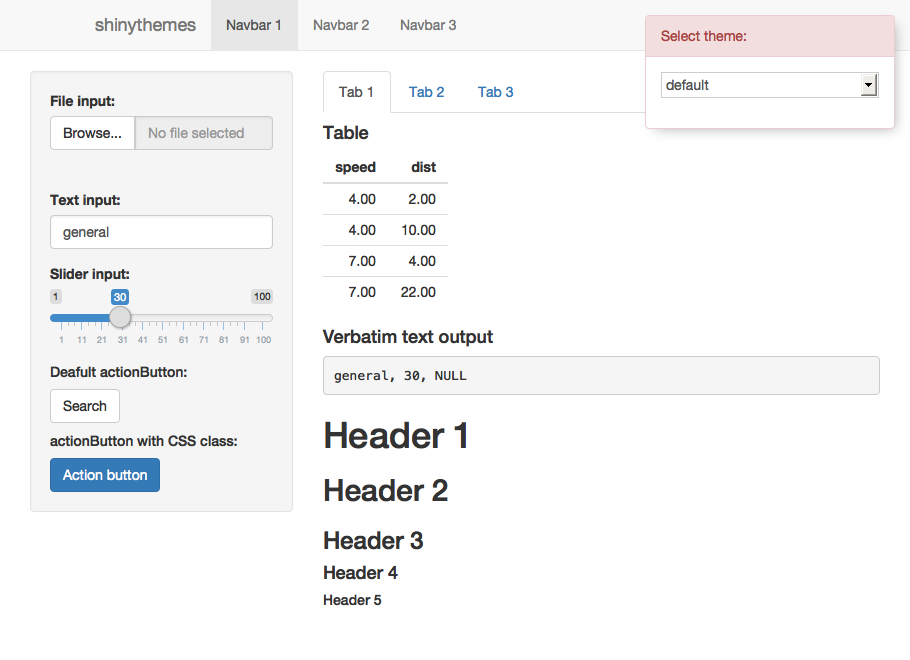 shinythemes Navbar 1 Navbar 2 Navbar 3
Select theme:
default
File input:
Browse... No file selected
Text input:
general
Slider input:
1 30 100
1 11 21 31 41 51 61 71 81 91 100
Deafult actionButton:
Search
actionButton with CSS class:
Action button
Tab 1 Tab 2 Tab 3
Table
speed dist
4.00 2.00
4.00 10.00
7.00 4.00
7.00 22.00
Verbatim text output
general, 30, NULL
Header 1
Header 2
Header 3
Header 4
Header 5